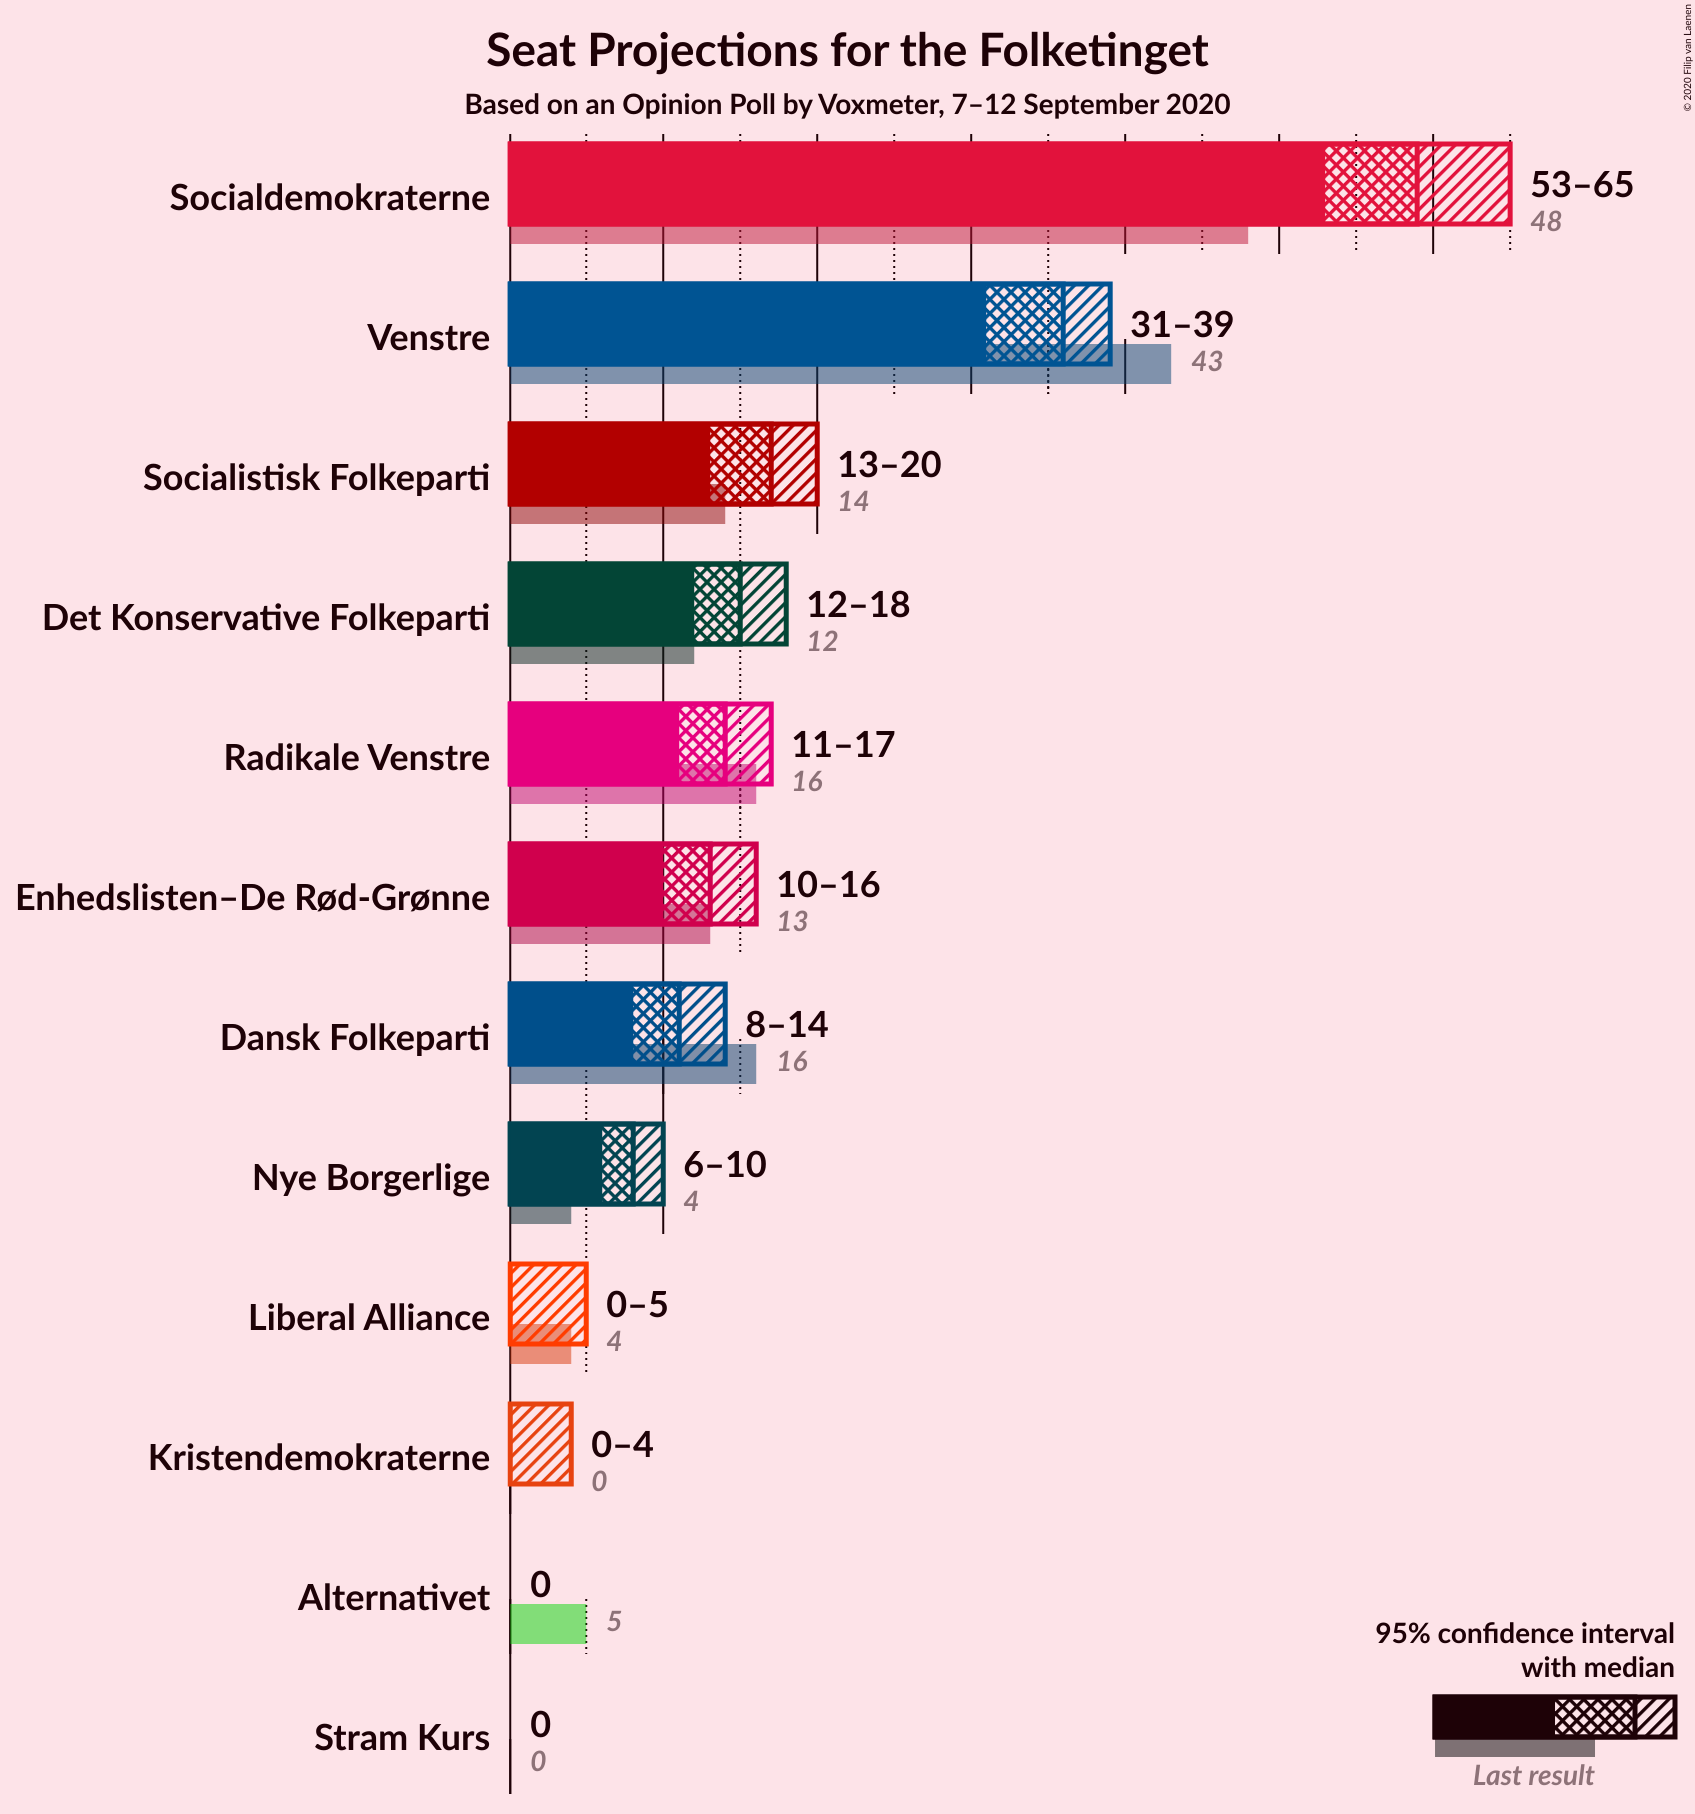 Seat Projections for the Folketinget
Based on an Opinion Poll by Voxmeter, 7–12 September 2020
© 2020 Filip van Laenen
Socialdemokraterne
53–65
48
Venstre
31–39
43
Socialistisk Folkeparti
13–20
14
Det Konservative Folkeparti
12–18
12
Radikale Venstre
11–17
16
Enhedslisten–De Rød-Grønne
10–16
13
Dansk Folkeparti
8–14
16
Nye Borgerlige
6–10
4
Liberal Alliance
0–5
4
Kristendemokraterne
0–4
0
Alternativet
0
5
Stram Kurs
0
0
95% confidence interval
with median
Last result